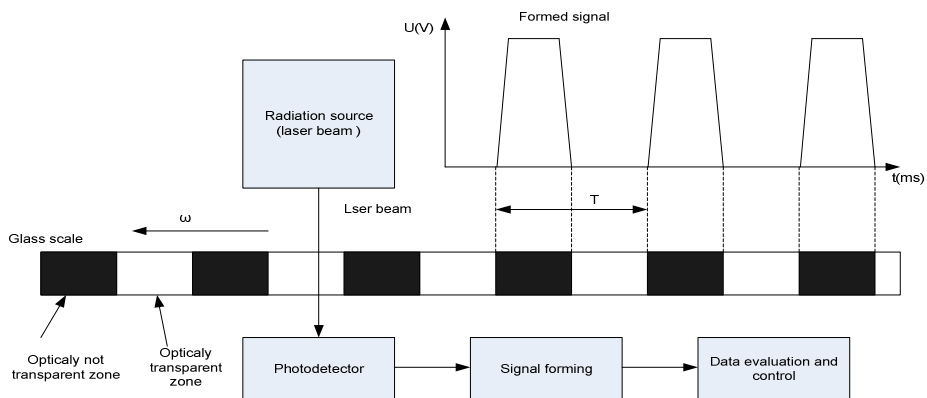 Formed signal
U(V)
Radiation source
(laser beam )
t(ms)
Lser beam
T
ω
Glass scale
Opticaly not
transparent zone
Opticaly
transparent
zone
Photodetector
Signal forming
Data evaluation and
control